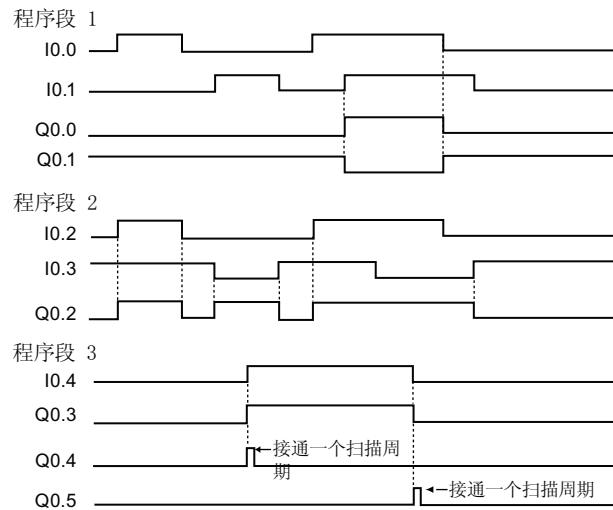 程序段 1
I0.0
I0.1
Q0.0
Q0.1
程序段 2
I0.2
I0.3
Q0.2
程序段 3
I0.4
Q0.3
Q0.4
接通一个扫描周
期
Q0.5
接通一个扫描周期